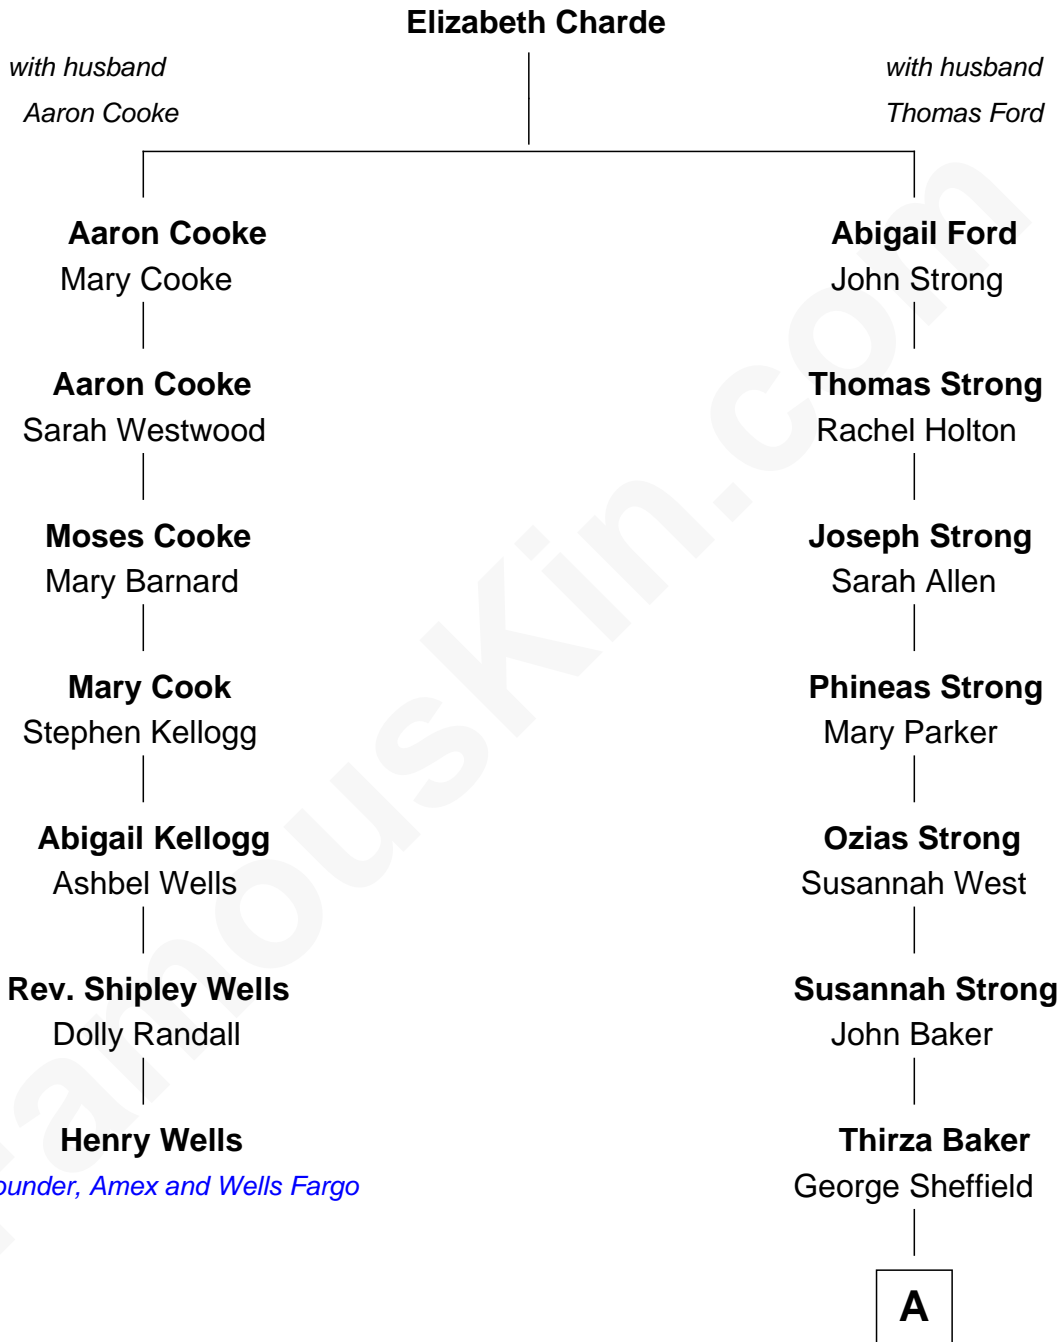 Elizabeth Charde
with husband
Aaron Cooke
with husband
Thomas Ford
Aaron Cooke
Mary Cooke
Abigail Ford
John Strong
Aaron Cooke
Sarah Westwood
Thomas Strong
Rachel Holton
Moses Cooke
Mary Barnard
Joseph Strong
Sarah Allen
Mary Cook
Stephen Kellogg
Phineas Strong
Mary Parker
Abigail Kellogg
Ashbel Wells
Ozias Strong
Susannah West
Rev. Shipley Wells
Dolly Randall
Susannah Strong
John Baker
Henry Wells
ounder, Amex and Wells Fargo
Thirza Baker
George Sheffield
A
FamousKin.com